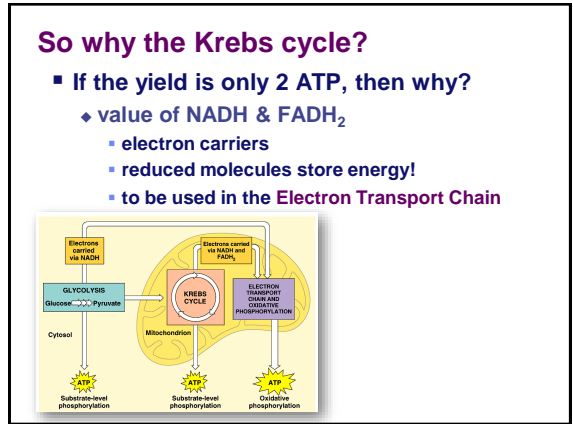 So why the Krebs cycle?
▪ If the yield is only 2 ATP, then why?
◆ value of NADH & FADH₂
▪ electron carriers
▪ reduced molecules store energy!
▪ to be used in the Electron Transport Chain
Electrons
carried
via NADH
Electrons carried
via NADH and
FADH₂
GLYCOLYSIS
Glucose Pyruvate
KREBS
CYCLE
ELECTRON
TRANSPORT
CHAIN AND
OXIDATIVE
PHOSPHORYLATION
Cytosol
Mitochondrion
ATP
ATP
ATP
Substrate-level
phosphorylation
Substrate-level
phosphorylation
Oxidative
phosphorylation